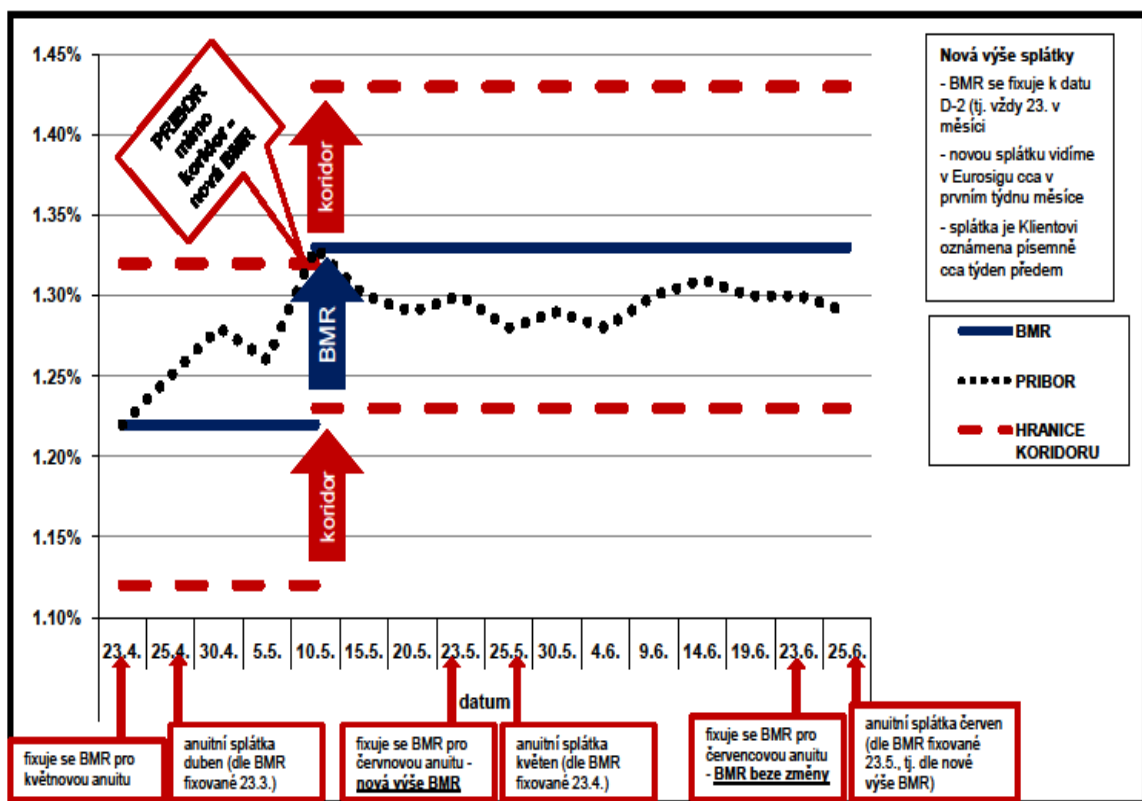 1.45%
1.40%
1.35%
1.30%
1.25%
1.20%
1.15%
1.10%
PRIBOR
mimo
koridor -
nová BMR
koridor
BMR
koridor
Nová výše splátky
- BMR se fixuje k datu
D-2 (tj. vždy 23. v
měsíci
- novou splátku vidíme
v Eurosigu cca v
prvním týdnu měsíce
- splátka je Klientovi
oznámena písemně
cca týden předem
BMR
PRIBOR
HRANICE
KORIDORU
23.4. 25.4. 30.4. 5.5. 10.5. 15.5. 20.5. 23.5. 25.5. 30.5. 4.6. 9.6. 14.6. 19.6. 23.6. 25.6.
datum
fixuje se BMR pro
květnovou anuitu
anuitní splátka
duben (dle BMR
fixované 23.3.)
fixuje se BMR pro
červnovou anuitu -
nová výše BMR
anuitní splátka
květen (dle BMR
fixované 23.4.)
fixuje se BMR pro
červencovou anuitu
- BMR beze změny
anuitní splátka červen
(dle BMR fixované
23.5., tj. dle nové
výše BMR)